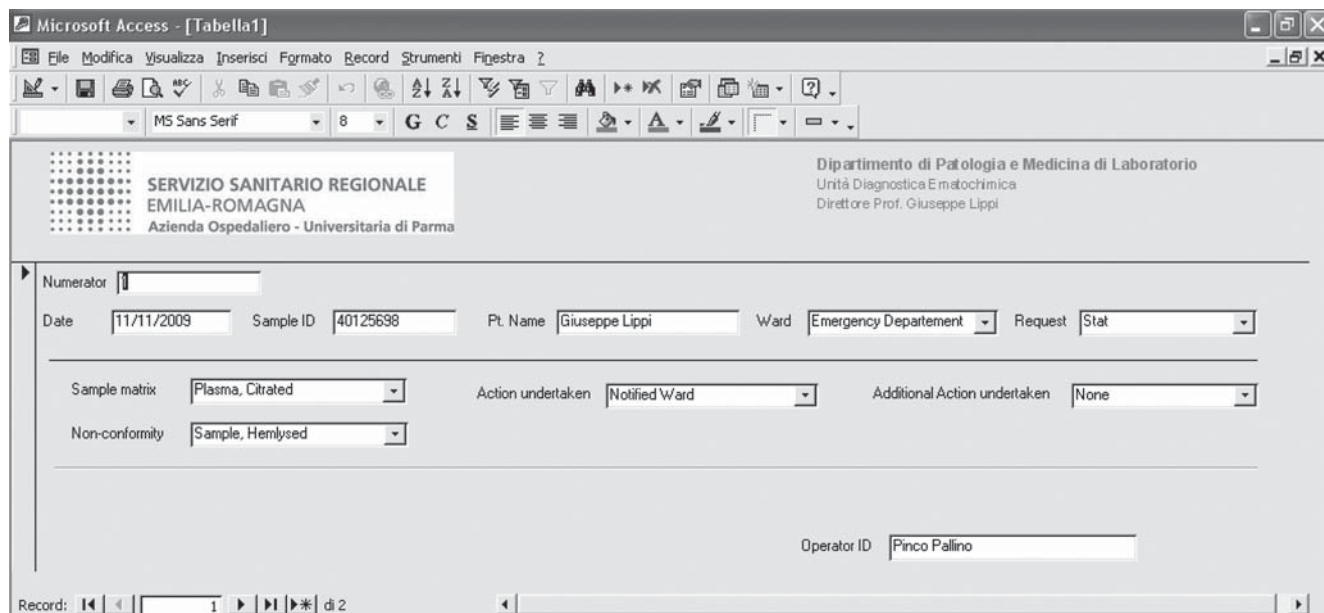 Microsoft Access - [Tabella1]
File Modifica Visualizza Inserisci Formato Record Strumenti Finestra ?
MS Sans Serif 8 G C S
SERVIZIO SANITARIO REGIONALE
EMILIA-ROMAGNA
Azienda Ospedaliero - Universitaria di Parma
Dipartimento di Patologia e Medicina di Laboratorio
Unità Diagnostica Ematochimica
Direttore Prof. Giuseppe Lippi
Numerator 1
Date 11/11/2009 Sample ID 40125698 Pt. Name Giuseppe Lippi Ward Emergency Departement Request Stat
Sample matrix Plasma, Citrated Action undertaken Notified Ward Additional Action undertaken None
Non-conformity Sample, Hemlysed
Operator ID Pinco Pallino
Record: 1 di 2